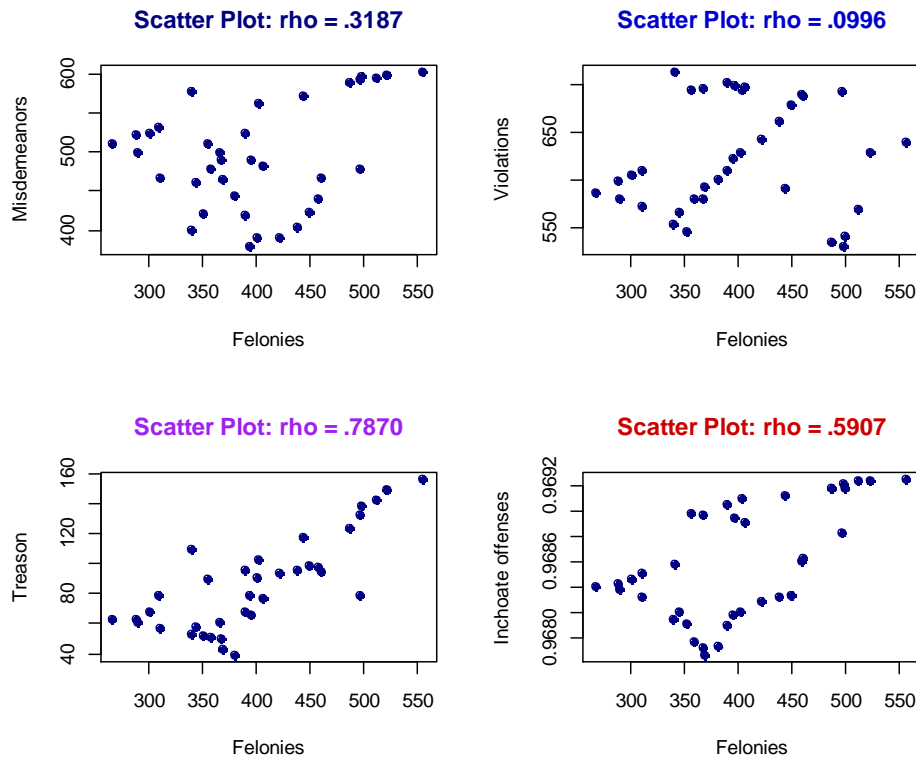 Scatter Plot: rho = .3187
Misdemeanors
600
500
400
300 350 400 450 500 550
Felonies
Scatter Plot: rho = .0996
Violations
650
550
300 350 400 450 500 550
Felonies
Scatter Plot: rho = .7870
Treason
160
120
80
40
300 350 400 450 500 550
Felonies
Scatter Plot: rho = .5907
Inchoate offenses
0.9692
0.9686
0.9680
300 350 400 450 500 550
Felonies